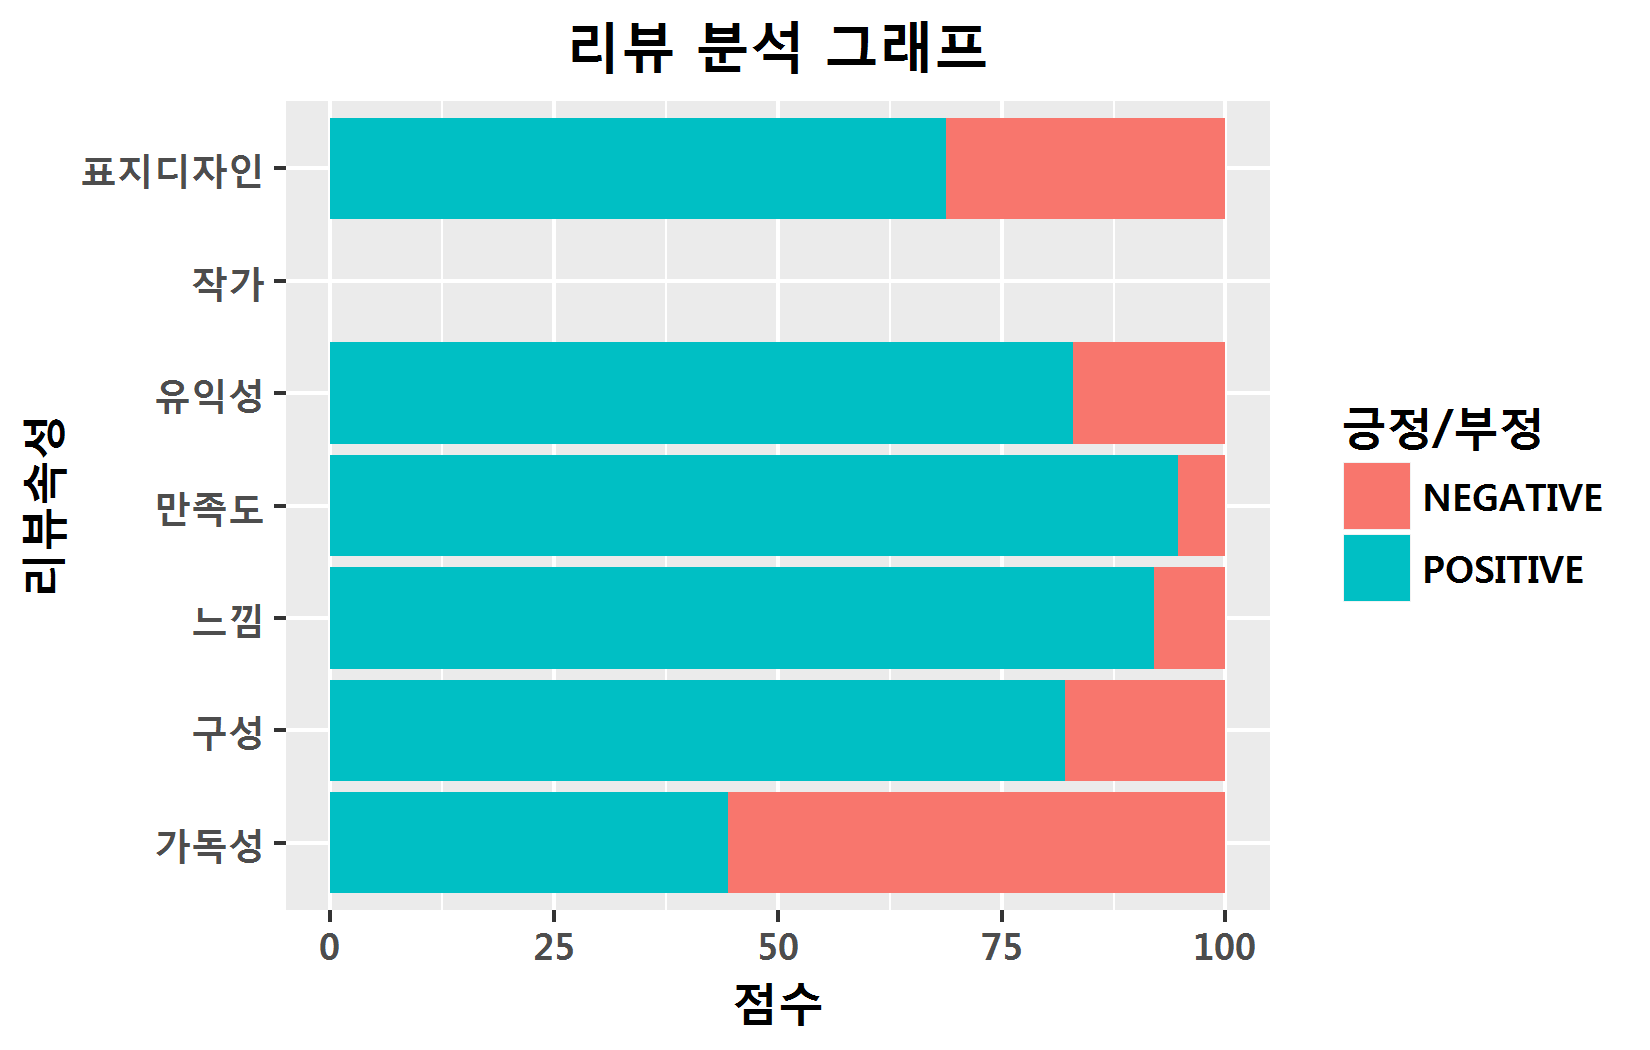 리뷰 분석 그래프
리뷰속성
표지디자인
작가
유익성
만족도
느낌
구성
가독성
0 25 50 75 100
점수
긍정/부정
NEGATIVE
POSITIVE